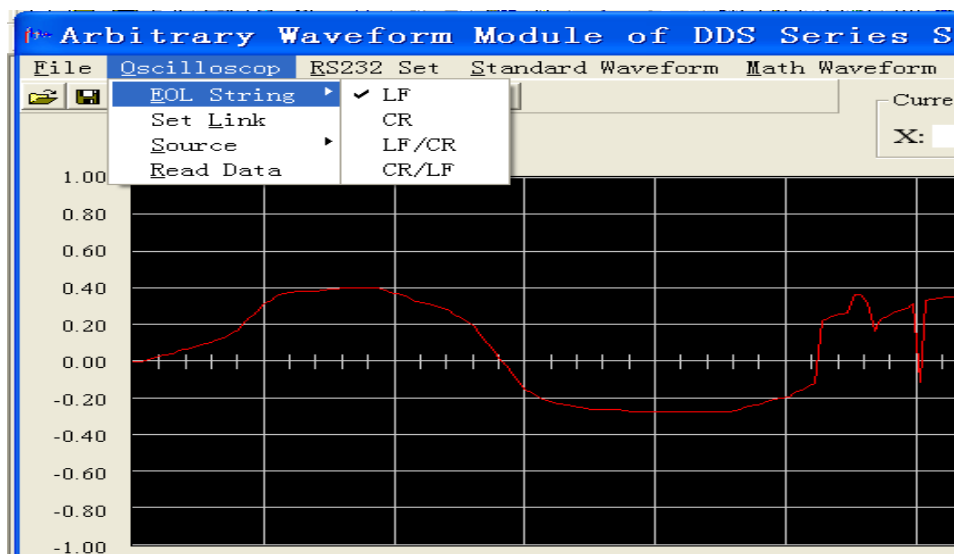 Arbitrary Waveform Module of DDS Series S
File Oscilloscop RS232 Set Standard Waveform Math Waveform
EOL String
Set Link
Source
Read Data
LF
CR
LF/CR
CR/LF
Curre
X:
1.00
0.80
0.60
0.40
0.20
0.00
-0.20
-0.40
-0.60
-0.80
-1.00